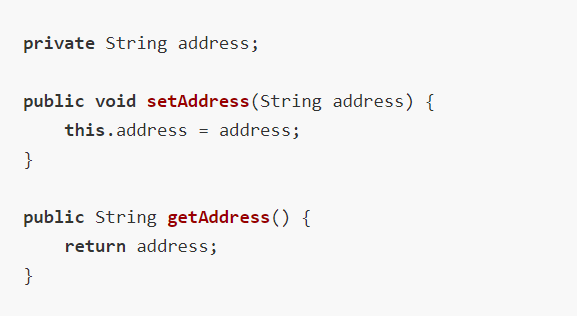 private String address;
public void setAddress(String address) {
    this.address = address;
}
public String getAddress() {
    return address;
}